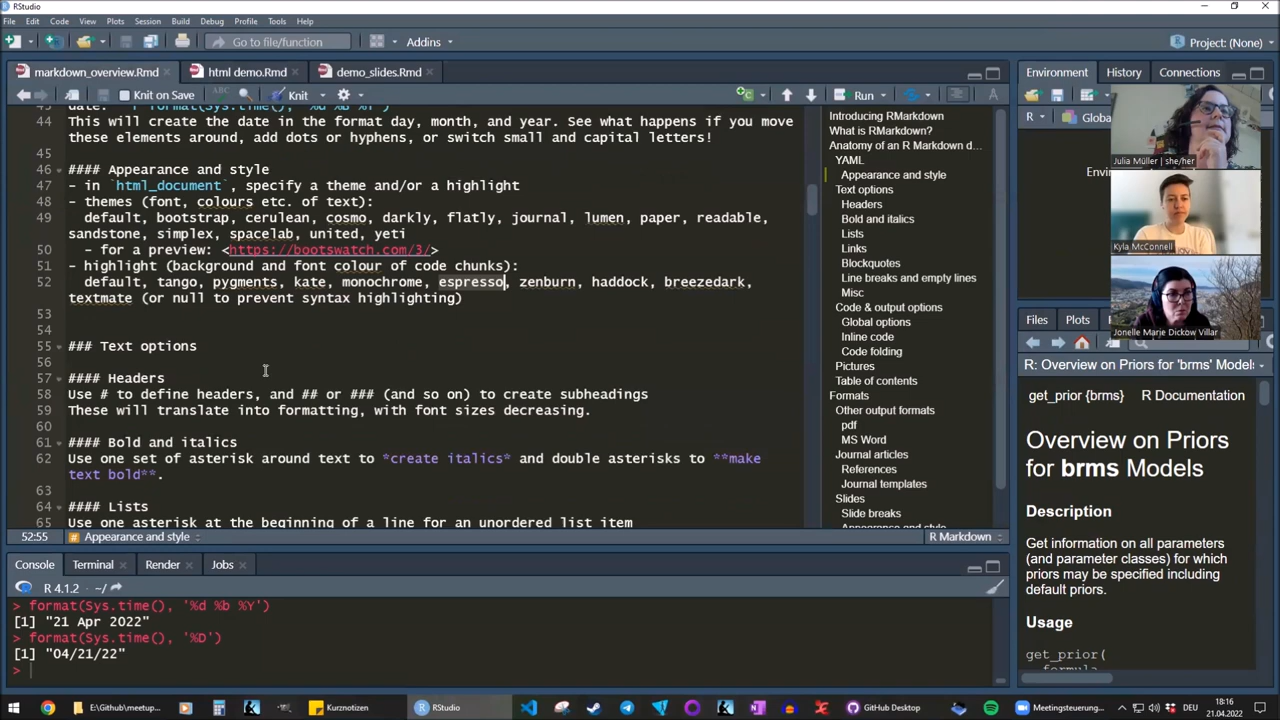 RStudio
File Edit Code View Plots Session Build Debug Profile Tools Help
Go to file/function
Addins
Project: (None)
markdown_overview.Rmd
html demo.Rmd
demo_slides.Rmd
Knit on Save
Knit
Run
44 This will create the date in the format day, month, and year. See what happens if you move
these elements around, add dots or hyphens, or switch small and capital letters!
45
46 #### Appearance and style
47 - in `html_document`, specify a theme and/or a highlight
48 - themes (font, colours etc. of text):
49 default, bootstrap, cerulean, cosmo, darkly, flatly, journal, lumen, paper, readable,
sandstone, simplex, spacelab, united, yeti
50 - for a preview: <https://bootswatch.com/3/>
51 - highlight (background and font colour of code chunks):
52 default, tango, pygments, kate, monochrome, espresso, zenburn, haddock, breezedark,
textmate (or null to prevent syntax highlighting)
53
54
55 ### Text options
56
57 #### Headers
58 Use # to define headers, and ## or ### (and so on) to create subheadings
59 These will translate into formatting, with font sizes decreasing.
60
61 #### Bold and italics
62 Use one set of asterisk around text to *create italics* and double asterisks to **make
text bold**.
63
64 #### Lists
65 Use one asterisk at the beginning of a line for an unordered list item
52:55 # Appearance and style
R Markdown
Introducing RMarkdown
What is RMarkdown?
Anatomy of an R Markdown d...
YAML
Appearance and style
Text options
Headers
Bold and italics
Lists
Links
Blockquotes
Line breaks and empty lines
Misc
Code & output options
Global options
Inline code
Code folding
Pictures
Table of contents
Formats
Other output formats
pdf
MS Word
Journal articles
References
Journal templates
Slides
Appearance and style
Console Terminal Render Jobs
R 4.1.2 · ~/
> format(Sys.time(), '%d %b %Y')
[1] "21 Apr 2022"
> format(Sys.time(), '%D')
[1] "04/21/22"
>
Environment History Connections
R
Julia Müller | she/her
Kyla McConnell
Jonelle Marie Dickow Villar
Files Plots
R: Overview on Priors for 'brms' Models
get_prior {brms} R Documentation
Overview on Priors
for brms Models
Description
Get information on all parameters
(and parameter classes) for which
priors may be specified including
default priors.
Usage
get_prior(
formula
E:\Github\meetup...
Kurznotizen
RStudio
GitHub Desktop
Meetingsteuerung...
DEU
18:16
21.04.2022